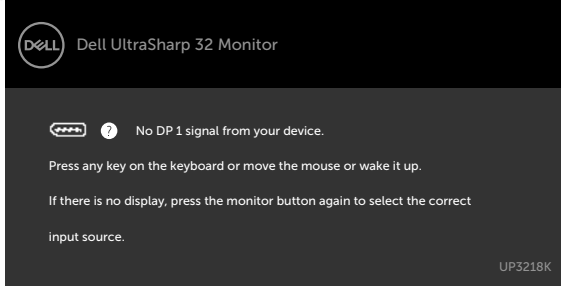 DELL
Dell UltraSharp 32 Monitor
? No DP 1 signal from your device.
Press any key on the keyboard or move the mouse or wake it up.
If there is no display, press the monitor button again to select the correct
input source.
UP3218K